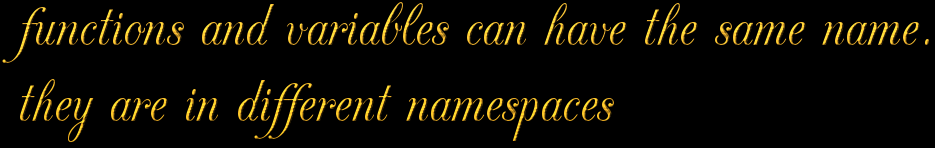 functions and variables can have the same name.
they are in different namespaces